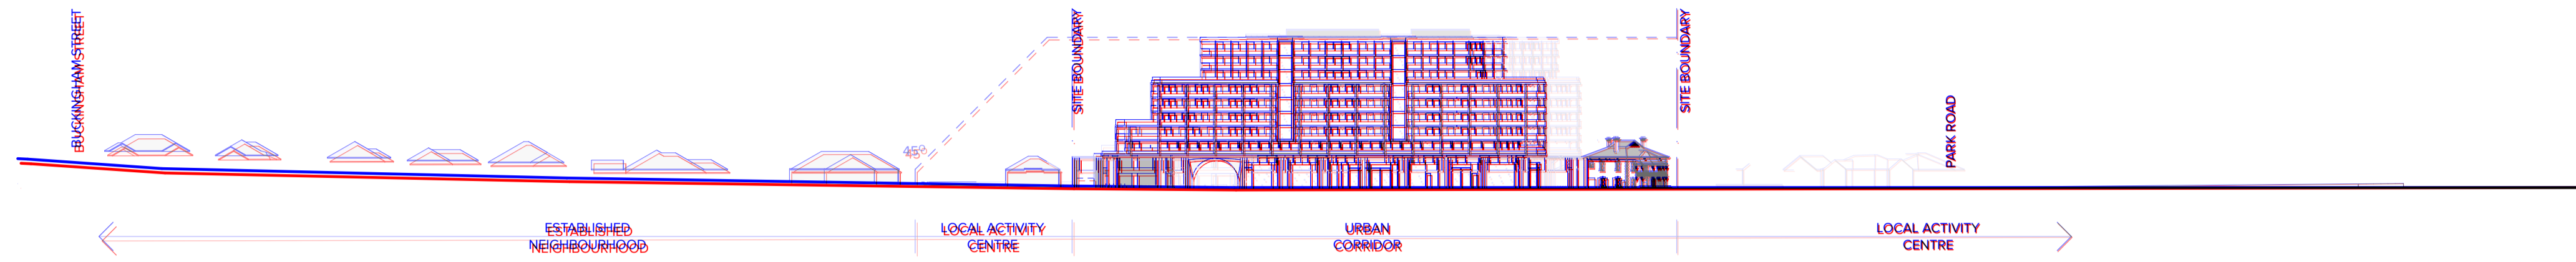 BUCKINGHAM STREET
SITE BOUNDARY
SITE BOUNDARY
PARK ROAD
45°
ESTABLISHED
NEIGHBOURHOOD
LOCAL ACTIVITY
CENTRE
URBAN
CORRIDOR
LOCAL ACTIVITY
CENTRE